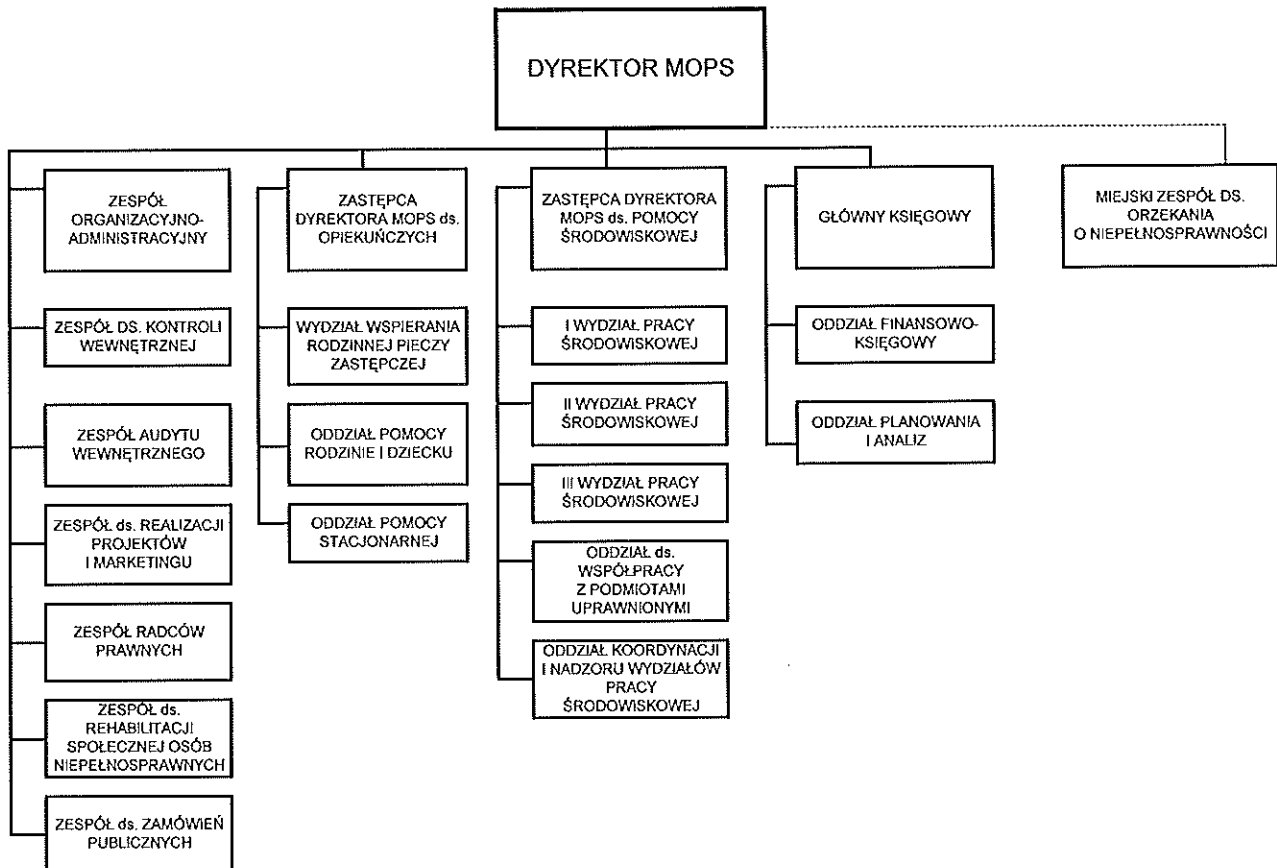 DYREKTOR MOPS
ZESPÓŁ
ORGANIZACYJNO-
ADMINISTRACYJNY
ZESPÓŁ DS. KONTROLI
WEWNĘTRZNEJ
ZESPÓŁ AUDYTU
WEWNĘTRZNEGO
ZESPÓŁ ds. REALIZACJI
PROJEKTÓW
I MARKETINGU
ZESPÓŁ RADCÓW
PRAWNYCH
ZESPÓŁ ds.
REHABILITACJI
SPOŁECZNEJ OSÓB
NIEPEŁNOSPRAWNYCH
ZESPÓŁ ds. ZAMÓWIEŃ
PUBLICZNYCH
ZASTĘPCA
DYREKTORA MOPS ds.
OPIEKUŃCZYCH
WYDZIAŁ WSPIERANIA
RODZINNEJ PIECZY
ZASTĘPCZEJ
ODDZIAŁ POMOCY
RODZINIE I DZIECKU
ODDZIAŁ POMOCY
STACJONARNEJ
ZASTĘPCA DYREKTORA
MOPS ds. POMOCY
ŚRODOWISKOWEJ
I WYDZIAŁ PRACY
ŚRODOWISKOWEJ
II WYDZIAŁ PRACY
ŚRODOWISKOWEJ
III WYDZIAŁ PRACY
ŚRODOWISKOWEJ
ODDZIAŁ ds.
WSPÓŁPRACY
Z PODMIOTAMI
UPRAWNIONYMI
ODDZIAŁ KOORDYNACJI
I NADZORU WYDZIAŁÓW
PRACY
ŚRODOWISKOWEJ
GŁÓWNY KSIĘGOWY
ODDZIAŁ FINANSOWO-
KSIĘGOWY
ODDZIAŁ PLANOWANIA
I ANALIZ
MIEJSKI ZESPÓŁ DS.
ORZEKANIA
O NIEPEŁNOSPRAWNOŚCI